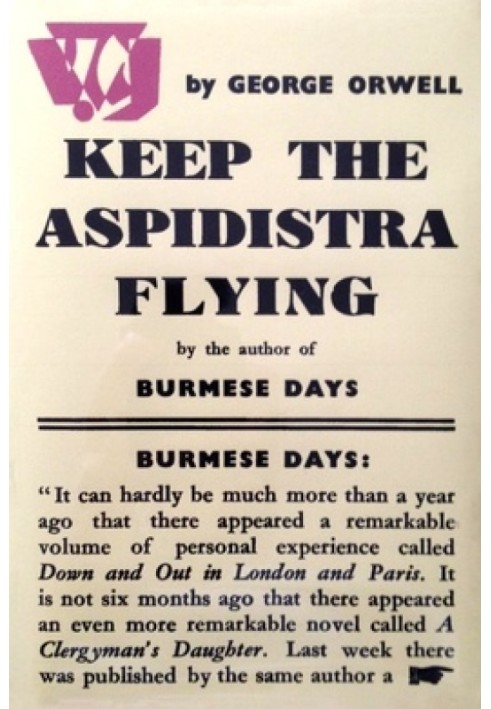 VG
by GEORGE ORWELL
KEEP THE
ASPIDISTRA
FLYING
by the author of
BURMESE DAYS
BURMESE DAYS:
“It can hardly be much more than a year
ago that there appeared a remarkable
volume of personal experience called
Down and Out in London and Paris. It
is not six months ago that there appeared
an even more remarkable novel called A
Clergyman's Daughter. Last week there
was published by the same author a